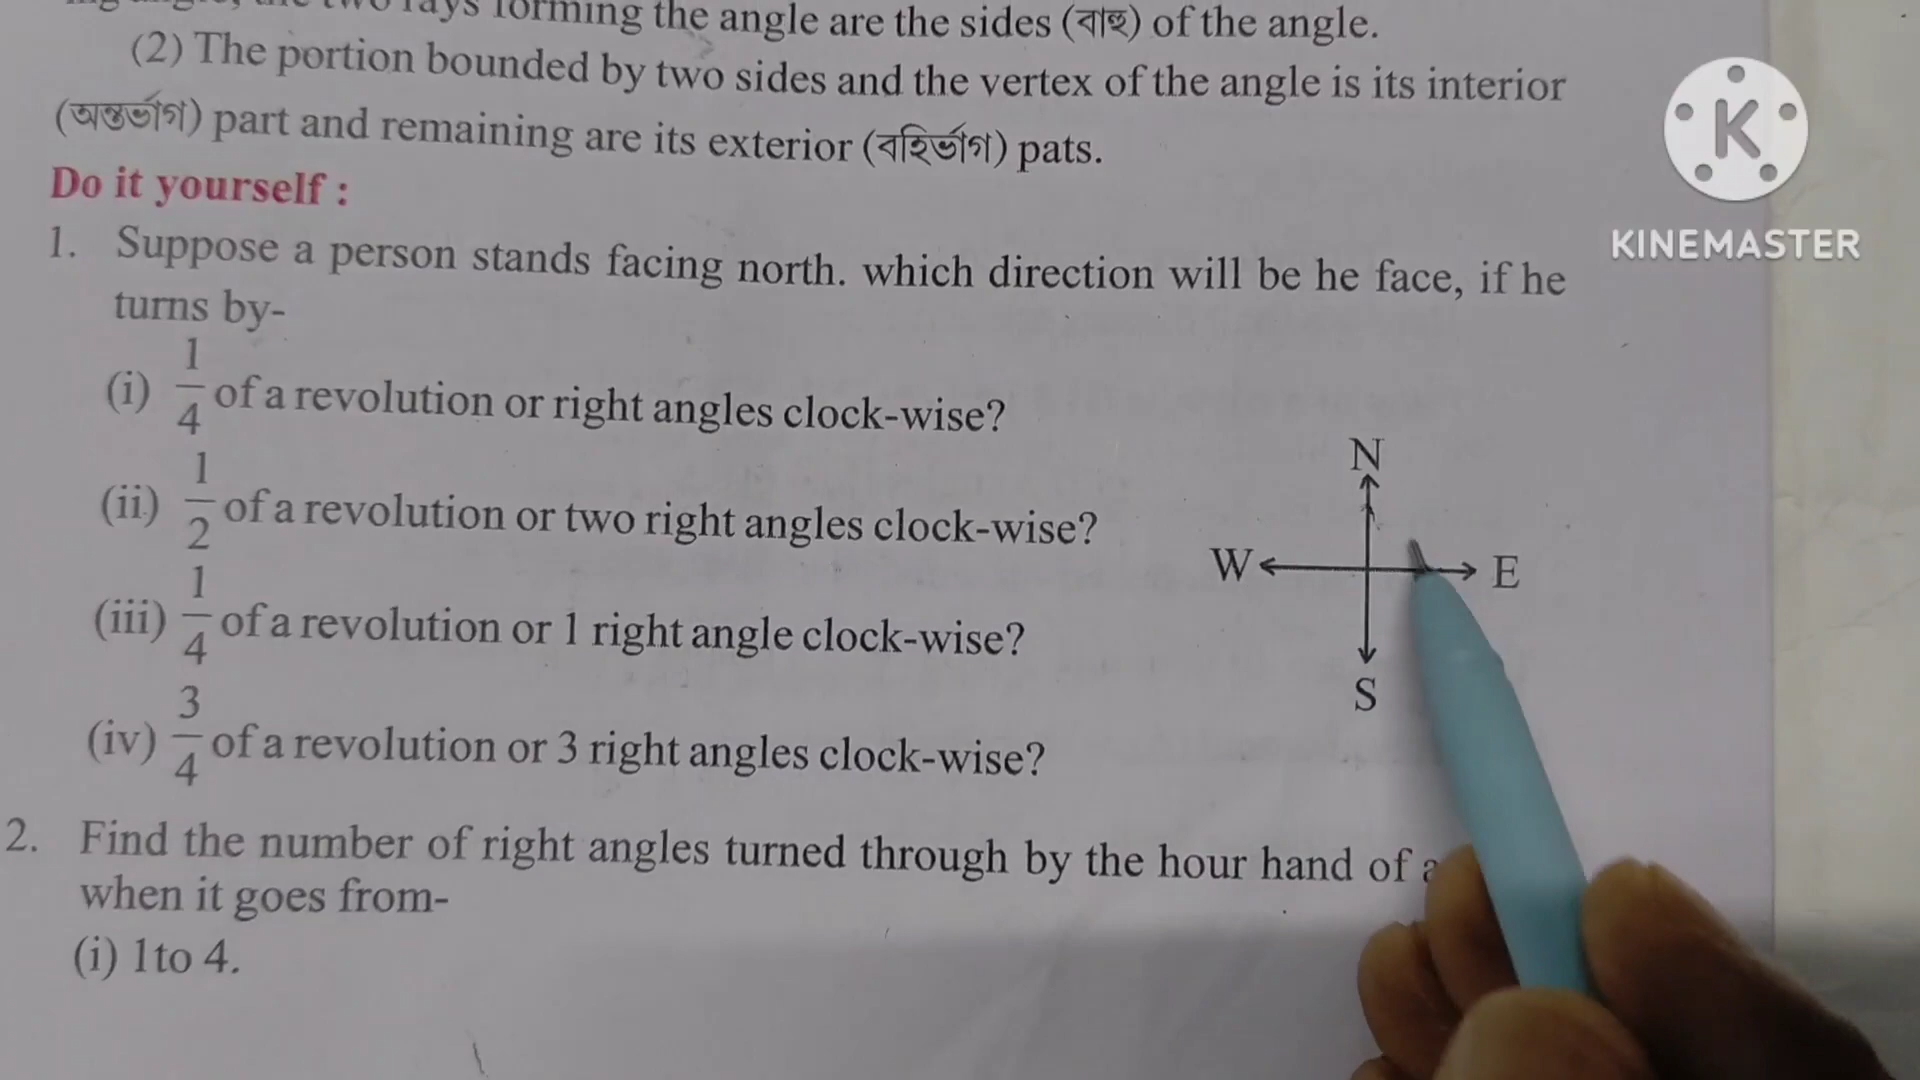 the two rays forming the angle are the sides (বাহু) of the angle.
(2) The portion bounded by two sides and the vertex of the angle is its interior
(অন্তৰ্ভাগ) part and remaining are its exterior (বহিৰ্ভাগ) pats.
Do it yourself :
1. Suppose a person stands facing north. which direction will be he face, if he
turns by-
(i) 1/4 of a revolution or right angles clock-wise?
(ii) 1/2 of a revolution or two right angles clock-wise?
(iii) 1/4 of a revolution or 1 right angle clock-wise?
(iv) 3/4 of a revolution or 3 right angles clock-wise?
N
W E
S
2. Find the number of right angles turned through by the hour hand of a
when it goes from-
(i) 1to 4.
K
KINEMASTER